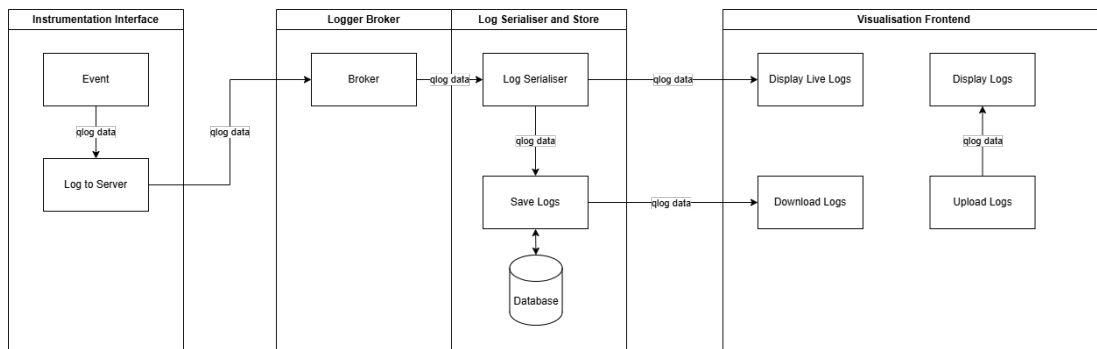 Instrumentation Interface
Logger Broker
Log Serialiser and Store
Visualisation Frontend
Event
qlog data
Log to Server
qlog data
Broker
qlog data
Log Serialiser
qlog data
Display Live Logs
Display Logs
qlog data
qlog data
Save Logs
qlog data
Download Logs
Upload Logs
Database